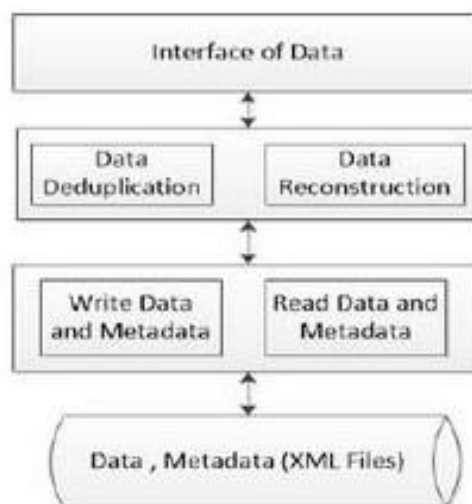 Interface of Data
Data
Deduplication
Data
Reconstruction
Write Data
and Metadata
Read Data and
Metadata
Data , Metadata (XML Files)